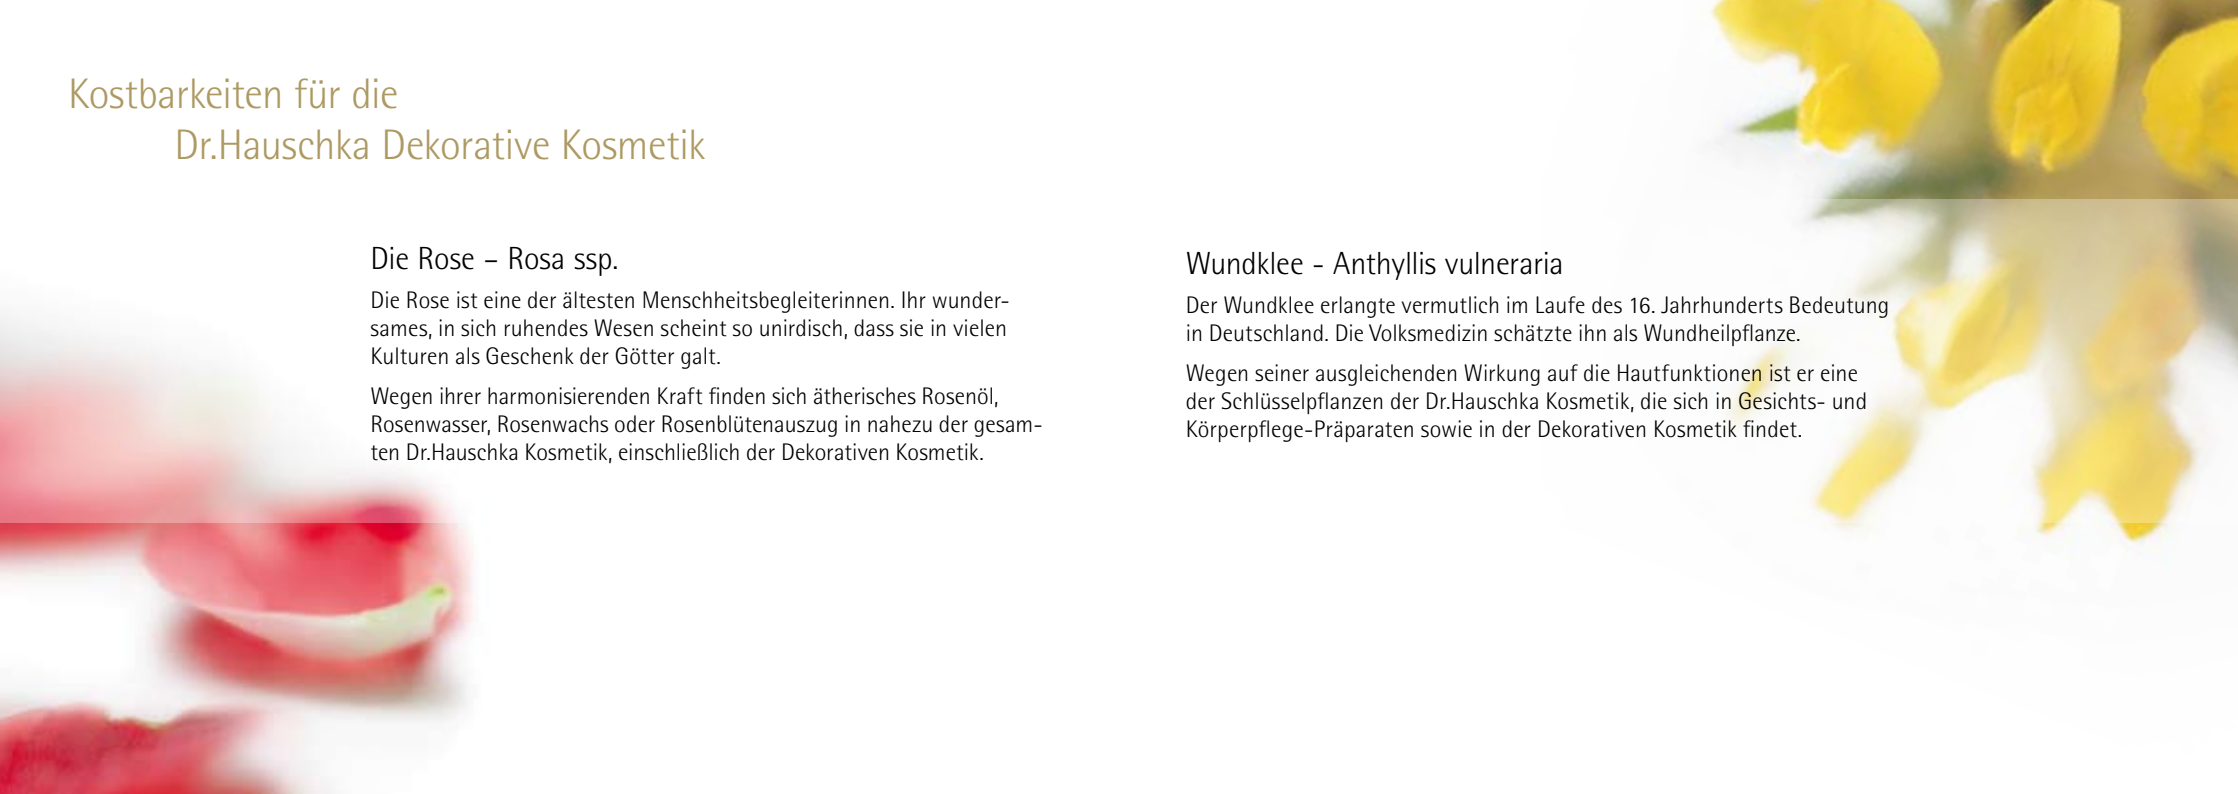 Kostbarkeiten für die
Dr.Hauschka Dekorative Kosmetik
Die Rose – Rosa ssp.
Die Rose ist eine der ältesten Menschheitsbegleiterinnen. Ihr wunder-
sames, in sich ruhendes Wesen scheint so unirdisch, dass sie in vielen
Kulturen als Geschenk der Götter galt.
Wegen ihrer harmonisierenden Kraft finden sich ätherisches Rosenöl,
Rosenwasser, Rosenwachs oder Rosenblütenauszug in nahezu der gesam-
ten Dr.Hauschka Kosmetik, einschließlich der Dekorativen Kosmetik.
Wundklee - Anthyllis vulneraria
Der Wundklee erlangte vermutlich im Laufe des 16. Jahrhunderts Bedeutung
in Deutschland. Die Volksmedizin schätzte ihn als Wundheilpflanze.
Wegen seiner ausgleichenden Wirkung auf die Hautfunktionen ist er eine
der Schlüsselpflanzen der Dr.Hauschka Kosmetik, die sich in Gesichts- und
Körperpflege-Präparaten sowie in der Dekorativen Kosmetik findet.